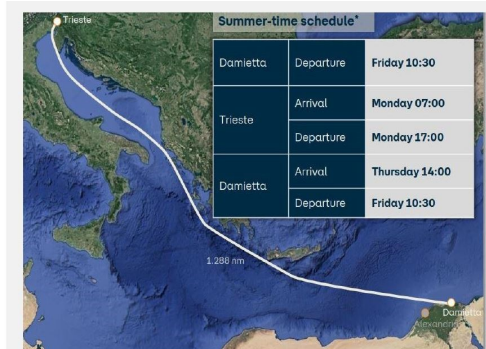 Trieste
Summer-time schedule*
Damietta Departure Friday 10:30
Trieste Arrival Monday 07:00
Departure Monday 17:00
Damietta Arrival Thursday 14:00
Departure Friday 10:30
1.288 nm
Damietta
Alexandria